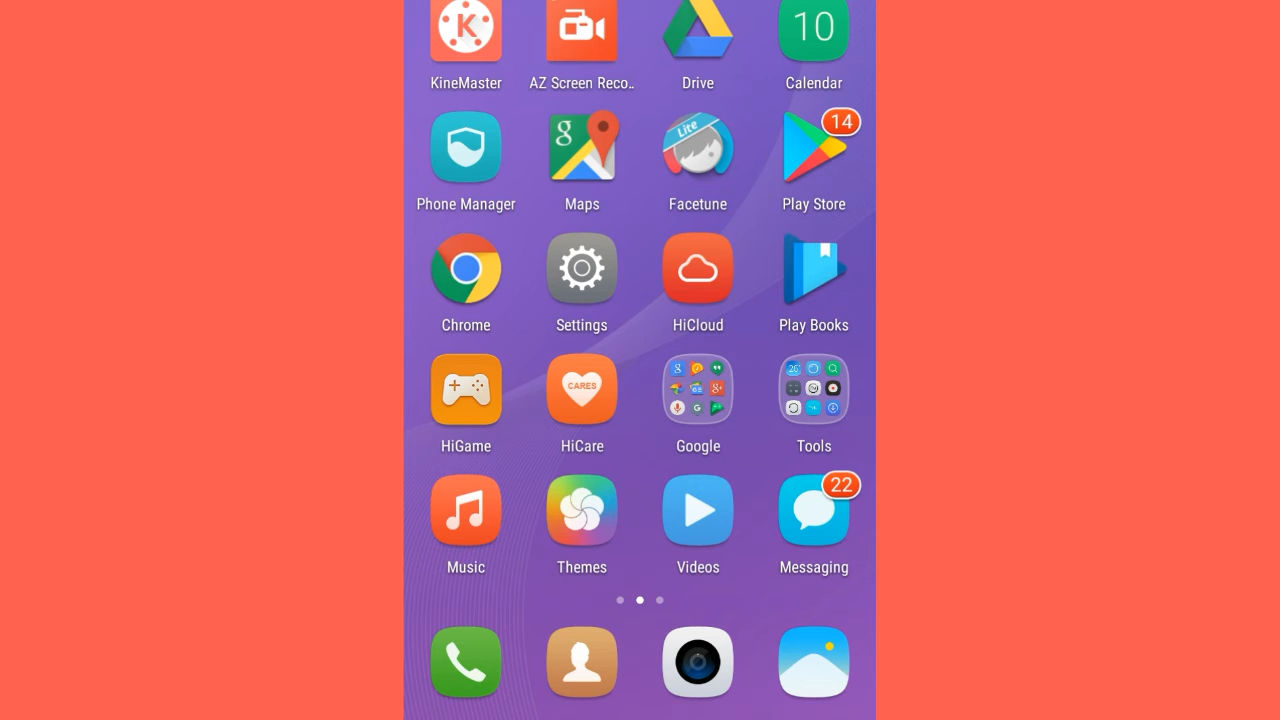 K
10
KineMaster
AZ Screen Reco..
Drive
Calendar
g
Lite
14
Phone Manager
Maps
Facetune
Play Store
Chrome
Settings
HiCloud
Play Books
CARES
26
HiGame
HiCare
Google
Tools
22
Music
Themes
Videos
Messaging